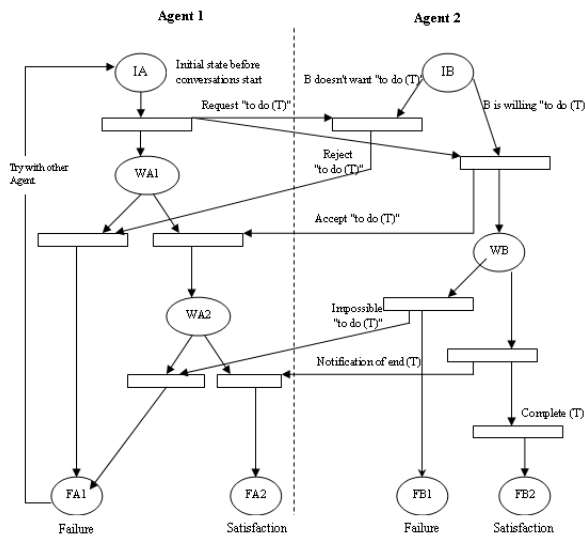 Agent 1
Agent 2
IA
Initial state before
conversations start
B doesn't want "to do (T)"
IB
Request "to do (T)"
B is willing "to do (T)
Try with other
Agent
WA1
Reject
"to do (T)"
Accept "to do (T)"
WB
WA2
Impossible
"to do (T)"
Notification of end (T)
Complete (T)
FA1
FA2
FB1
FB2
Failure
Satisfaction
Failure
Satisfaction